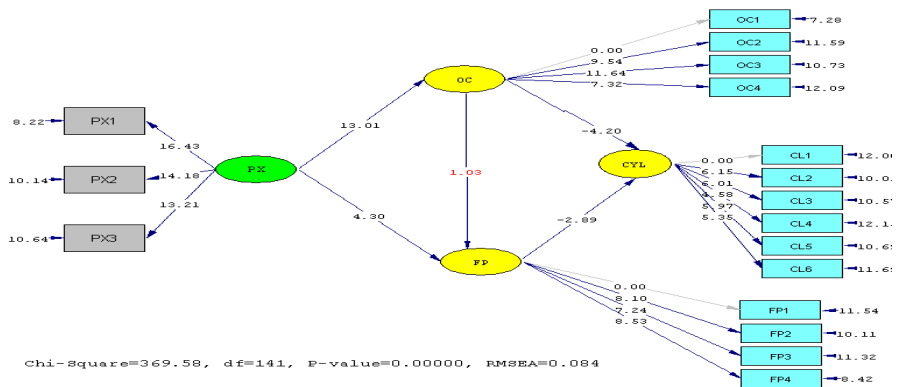 OC1
7.28
0.00
OC2
11.59
9.54
OC3
10.73
11.64
OC4
12.09
7.32
OC
PX1
8.22
13.01
-4.20
16.43
PX2
10.14
14.18
PX
PX3
10.64
13.21
1.03
CYL
CL1
0.00
CL2
6.15
CL3
6.01
CL4
4.58
CL5
5.97
CL6
5.35
4.30
-2.89
FP
0.00
FP1
11.54
8.10
FP2
10.11
7.24
FP3
11.32
8.53
FP4
8.42
Chi-Square=369.58, df=141, P-value=0.00000, RMSEA=0.084